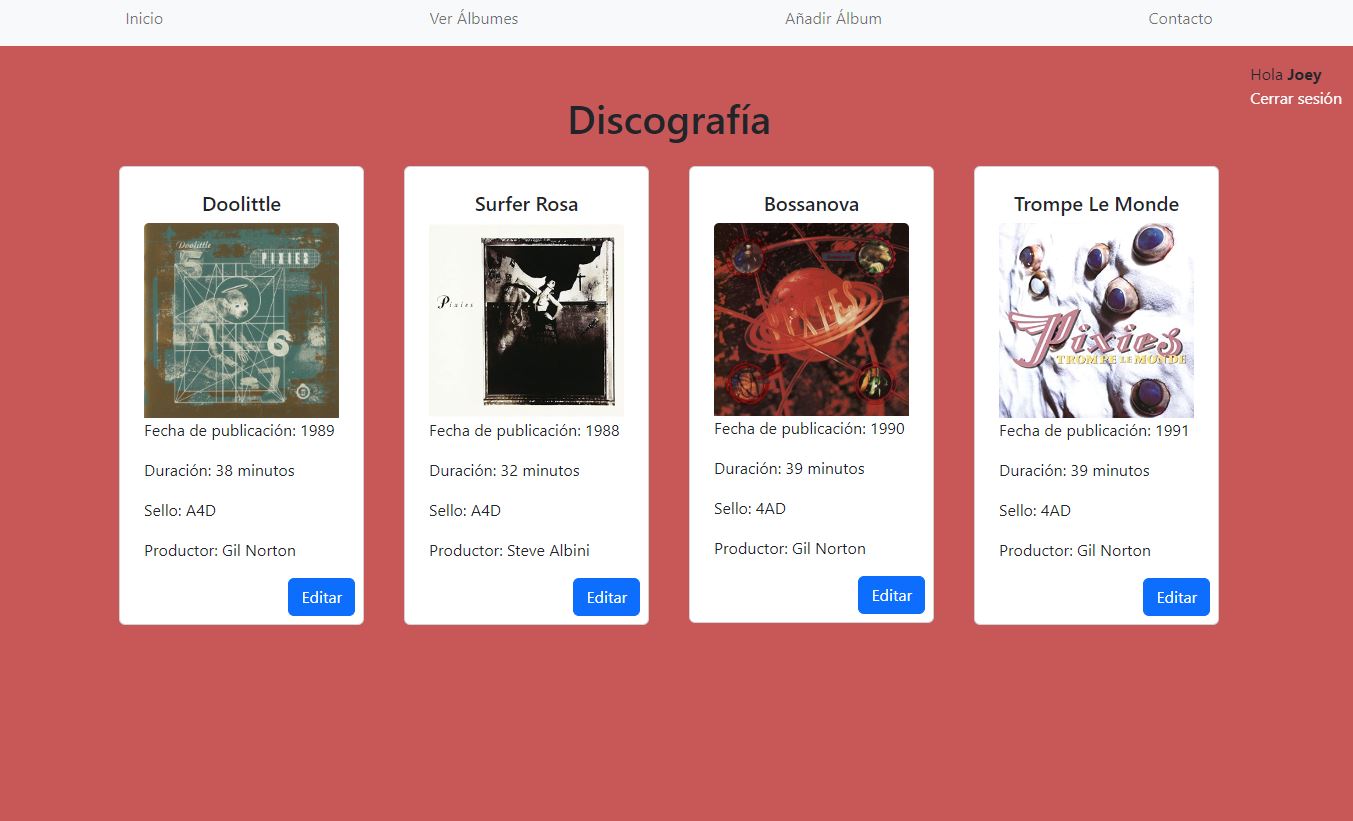 Inicio
Ver Álbumes
Añadir Álbum
Contacto
Hola Joey
Cerrar sesión
Discografía
Doolittle
Doolittle
5
PIXIES
6
Fecha de publicación: 1989
Duración: 38 minutos
Sello: A4D
Productor: Gil Norton
Editar
Surfer Rosa
Pixies
Fecha de publicación: 1988
Duración: 32 minutos
Sello: A4D
Productor: Steve Albini
Editar
Bossanova
PIXIES
Fecha de publicación: 1990
Duración: 39 minutos
Sello: 4AD
Productor: Gil Norton
Editar
Trompe Le Monde
Pixies
TROMPE LE MONDE
Fecha de publicación: 1991
Duración: 39 minutos
Sello: 4AD
Productor: Gil Norton
Editar